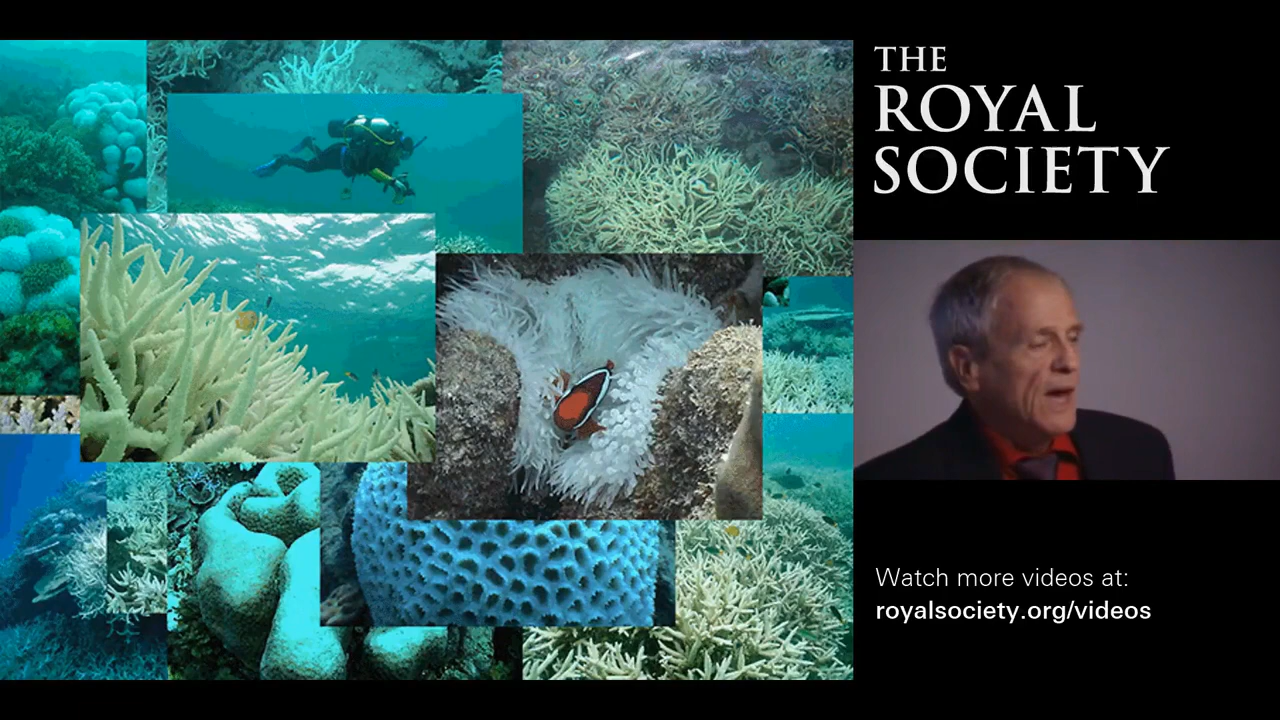 THE
ROYAL
SOCIETY
Watch more videos at:
royalsociety.org/videos